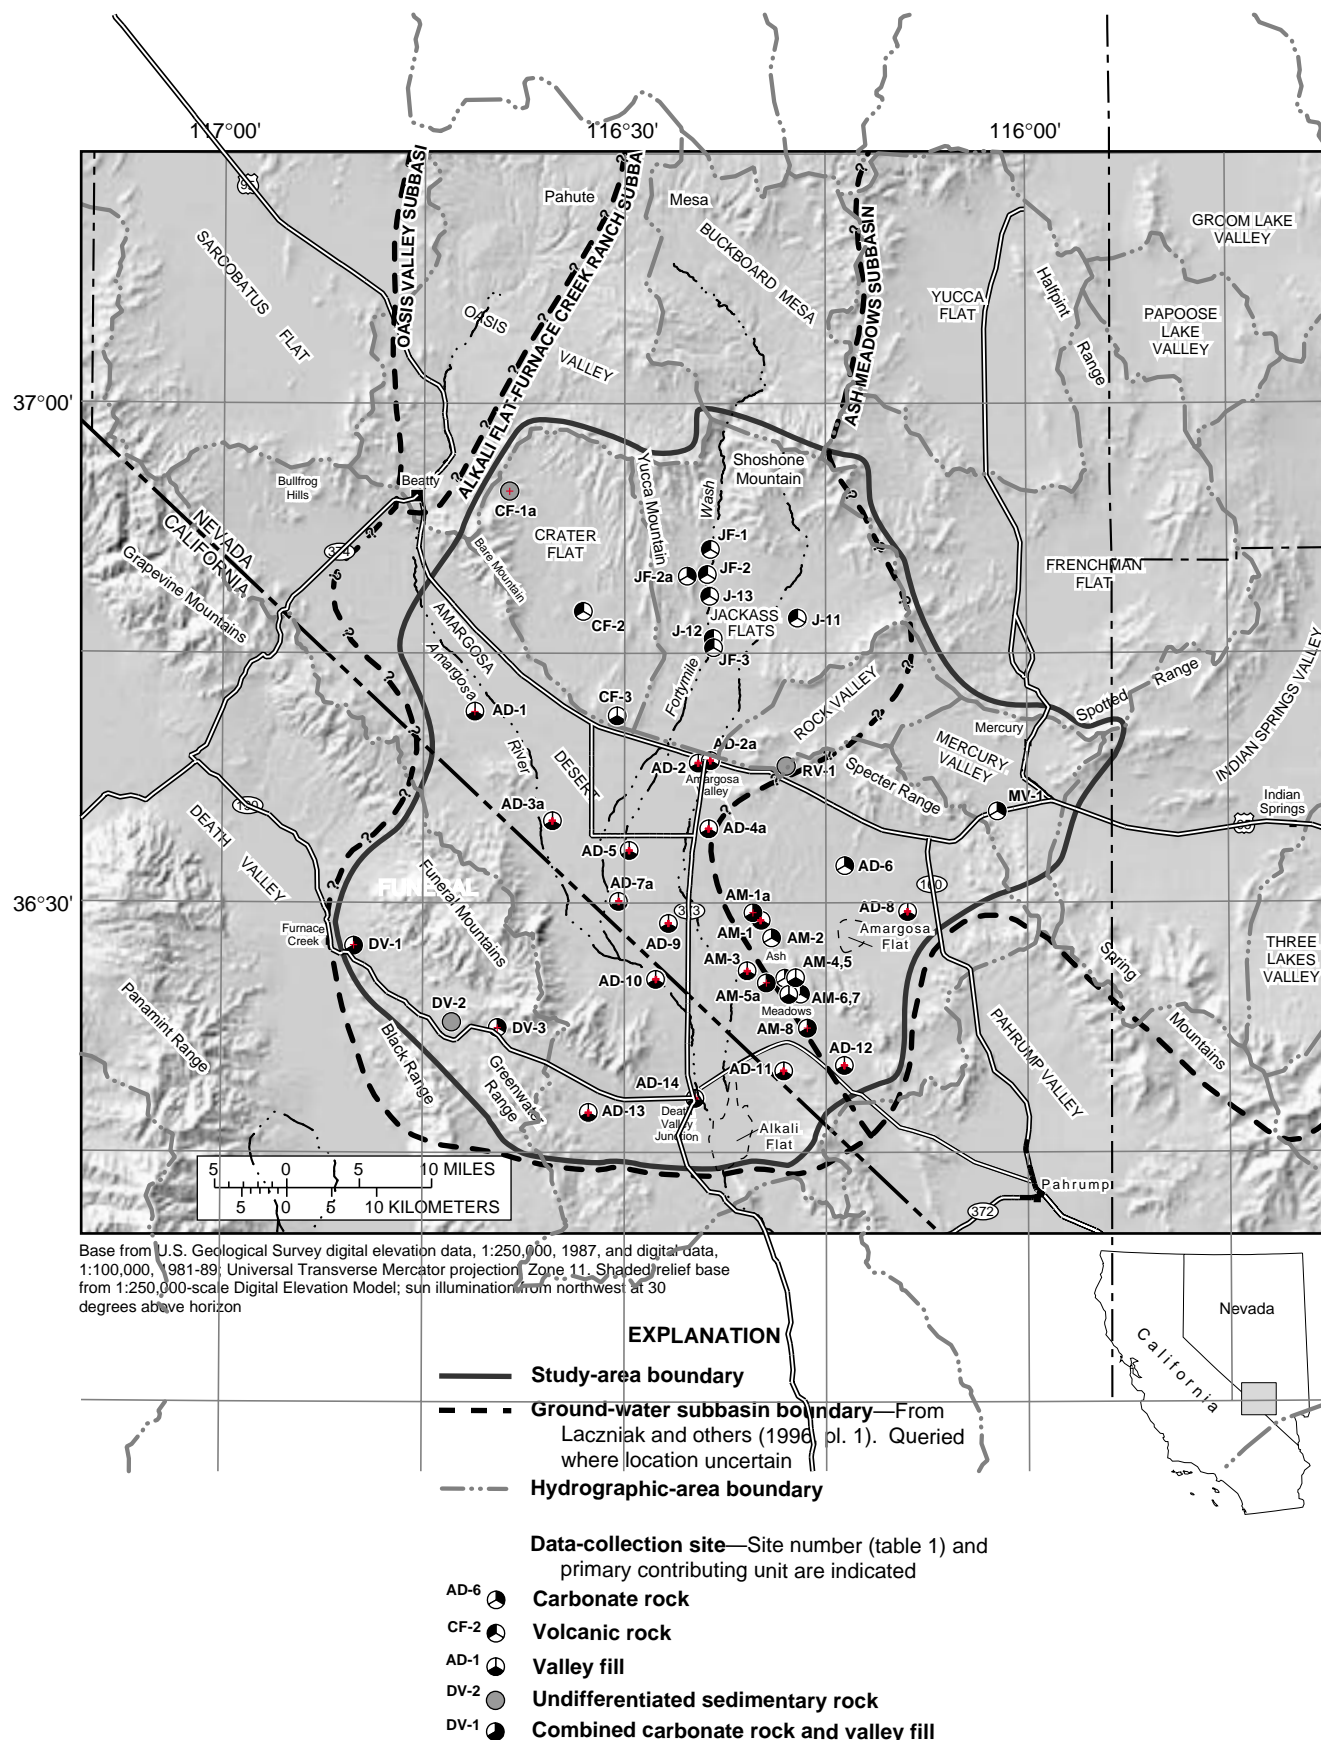 117°00'
116°30'
116°00'
37°00'
36°30'
OASIS VALLEY SUBBASI
ALKALI FLAT-FURNACE CREEK RANCH SUBBA
ASH MEADOWS SUBBASIN
95
Pahute
Mesa
BUCKBOARD MESA
GROOM LAKE
VALLEY
SARCOBATUS
FLAT
OASIS
VALLEY
YUCCA
FLAT
Halfpint
Range
PAPOOSE
LAKE
VALLEY
Bullfrog
Hills
Beatty
CF-1a
CRATER
FLAT
Yucca Mountain
Wash
Shoshone
Mountain
JF-1
JF-2
JF-2a
J-13
JACKASS
FLATS
J-11
J-12
JF-3
CF-2
Bare Mountain
FRENCHMAN
FLAT
NEVADA
CALIFORNIA
374
Grapevine Mountains
AMARGOSA
Amargosa
River
DESERT
AD-1
CF-3
Fortymile
ROCK VALLEY
Spotted
Range
INDIAN SPRINGS VALLEY
Mercury
MERCURY
VALLEY
AD-2a
AD-2
Amargosa
Valley
RV-1
Specter Range
MV-1
Indian
Springs
95
190
DEATH
VALLEY
AD-3a
AD-4a
AD-5
AD-6
AD-7a
160
FUNERAL
Funeral Mountains
AM-1a
AD-8
Amargosa
Flat
373
AD-9
AM-1
AM-2
Ash
Furnace
Creek
DV-1
AM-3
AM-4,5
AD-10
AM-5a
AM-6,7
Meadows
AM-8
Spring
Mountains
THREE
LAKES
VALLEY
Panamint Range
DV-2
DV-3
Black Range
Greenwater
Range
PAHRUMP VALLEY
AD-12
AD-11
AD-14
AD-13
Death
Valley
Junction
Alkali
Flat
Pahrump
372
5 0 5 10 MILES
5 0 5 10 KILOMETERS
Base from U.S. Geological Survey digital elevation data, 1:250,000, 1987, and digital data,
1:100,000, 1981-89; Universal Transverse Mercator projection, Zone 11. Shaded relief base
from 1:250,000-scale Digital Elevation Model; sun illumination from northwest at 30
degrees above horizon
Nevada
California
EXPLANATION
Study-area boundary
Ground-water subbasin boundary—From
Laczniak and others (1996, pl. 1). Queried
where location uncertain
Hydrographic-area boundary
Data-collection site—Site number (table 1) and
primary contributing unit are indicated
AD-6 Carbonate rock
CF-2 Volcanic rock
AD-1 Valley fill
DV-2 Undifferentiated sedimentary rock
DV-1 Combined carbonate rock and valley fill